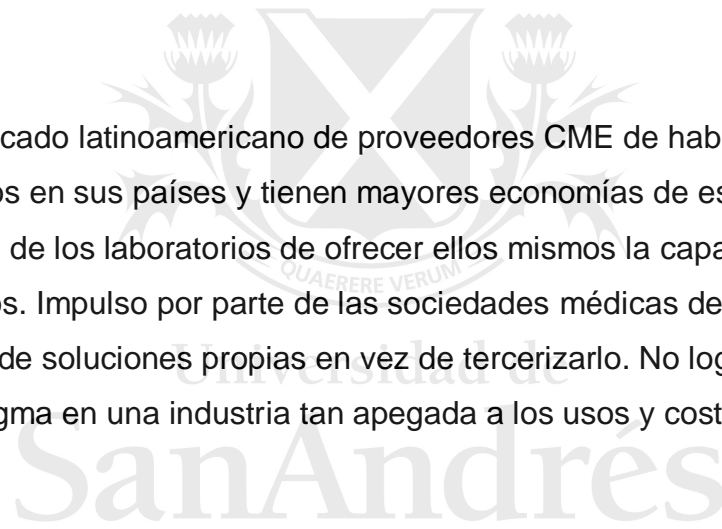 cado latinoamericano de proveedores CME de hab
os en sus países y tienen mayores economías de es
de los laboratorios de ofrecer ellos mismos la capa
QUAERERE VERUM
os. Impulso por parte de las sociedades médicas de
de soluciones propias en vez de tercerizarlo. No log
Universidad de
gma en una industria tan apegada a los usos y cost
SanAndrés